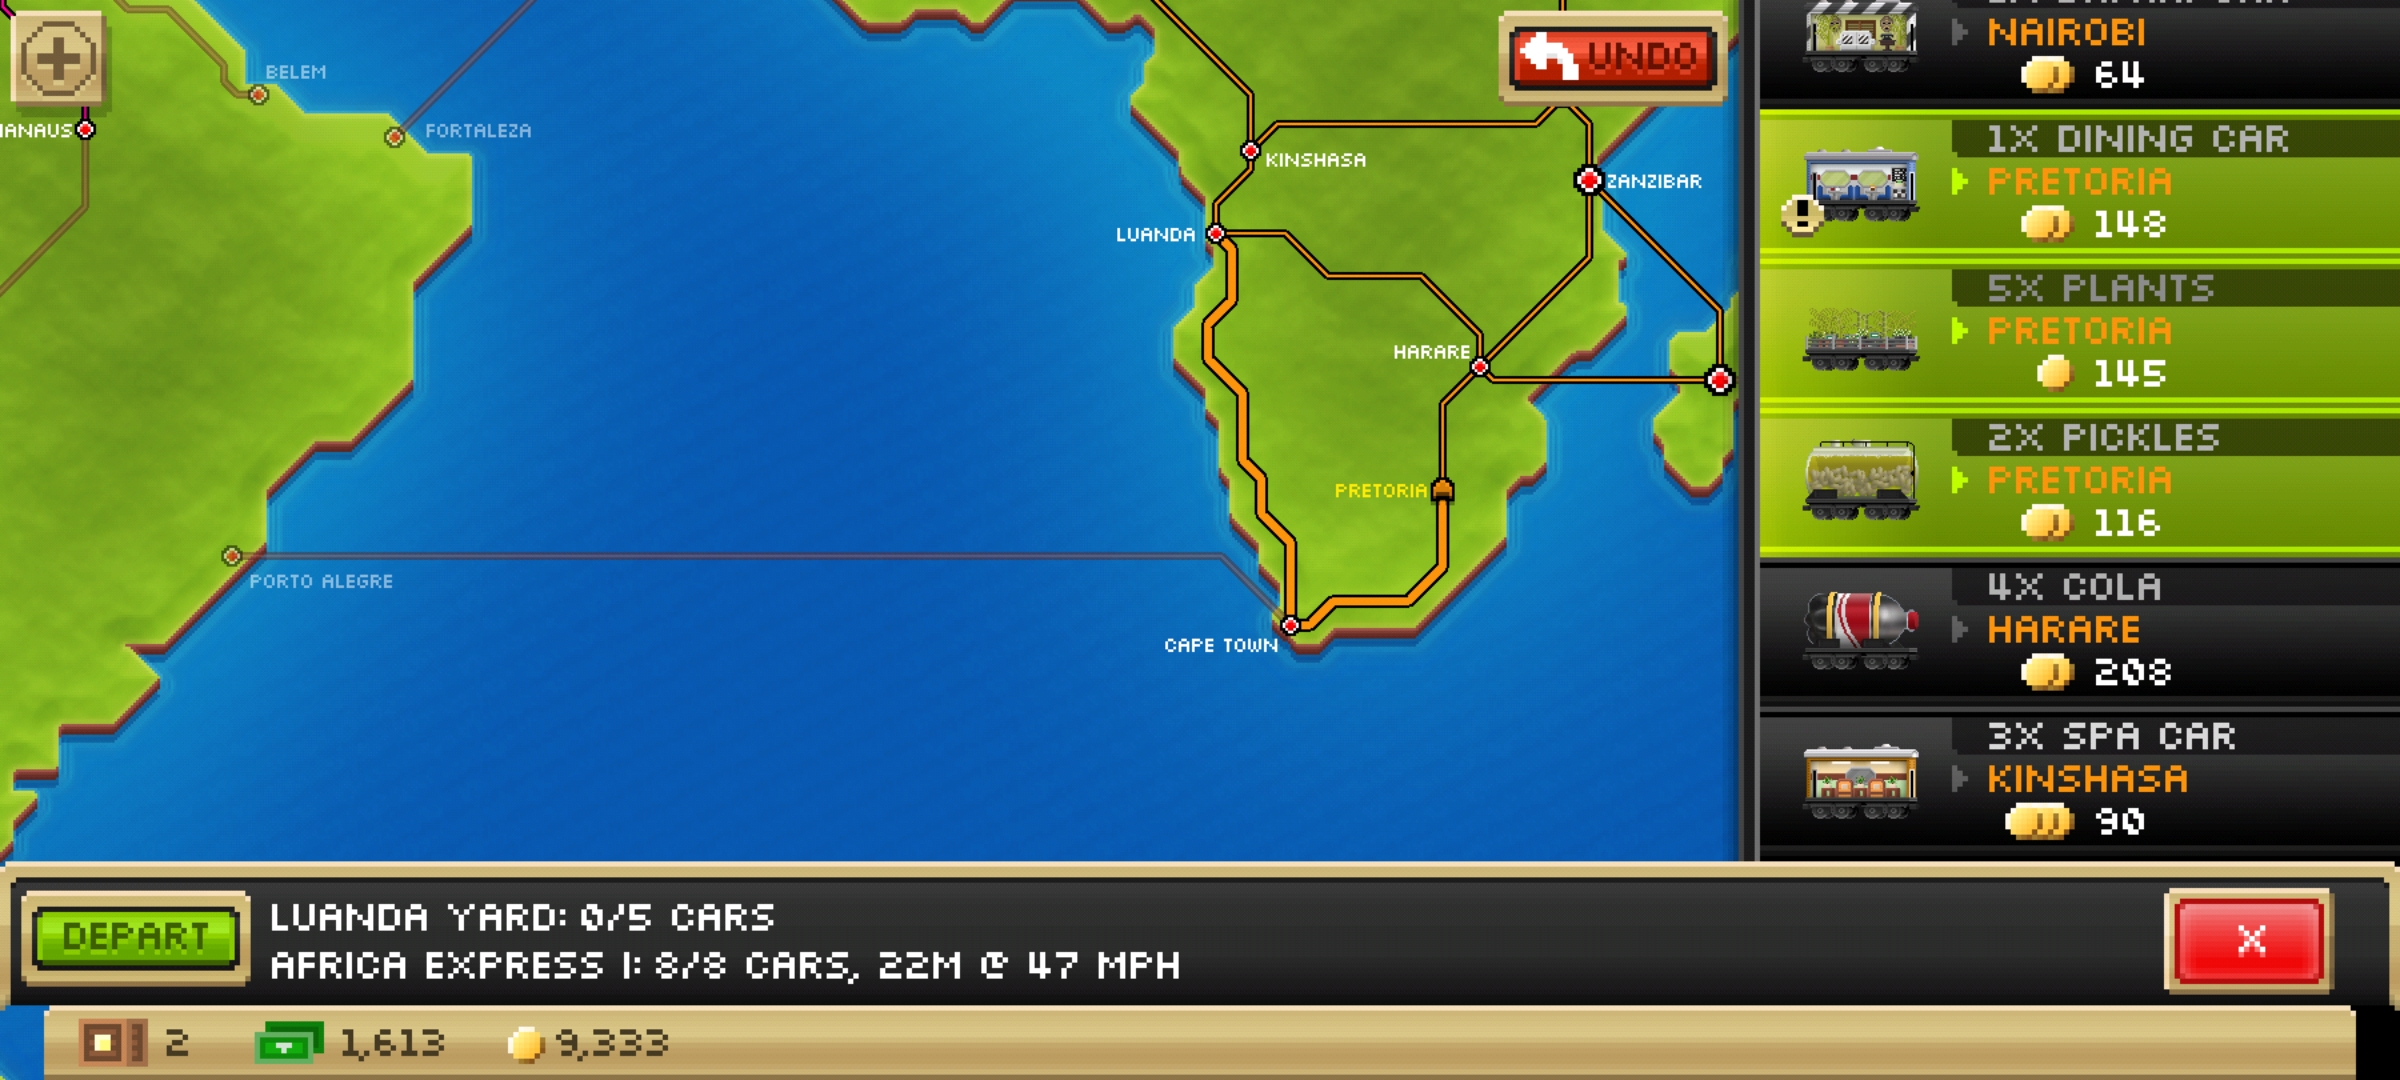 BELEM
MANAUS
FORTALEZA
PORTO ALEGRE
KINSHASA
LUANDA
ZANZIBAR
HARARE
PRETORIA
CAPE TOWN
UNDO
NAIROBI
64
1X DINING CAR
PRETORIA
148
5X PLANTS
PRETORIA
145
2X PICKLES
PRETORIA
116
4X COLA
HARARE
208
3X SPA CAR
KINSHASA
90
DEPART
LUANDA YARD: 0/5 CARS
AFRICA EXPRESS I: 8/8 CARS, 22M @ 47 MPH
X
2
1,613
9,333